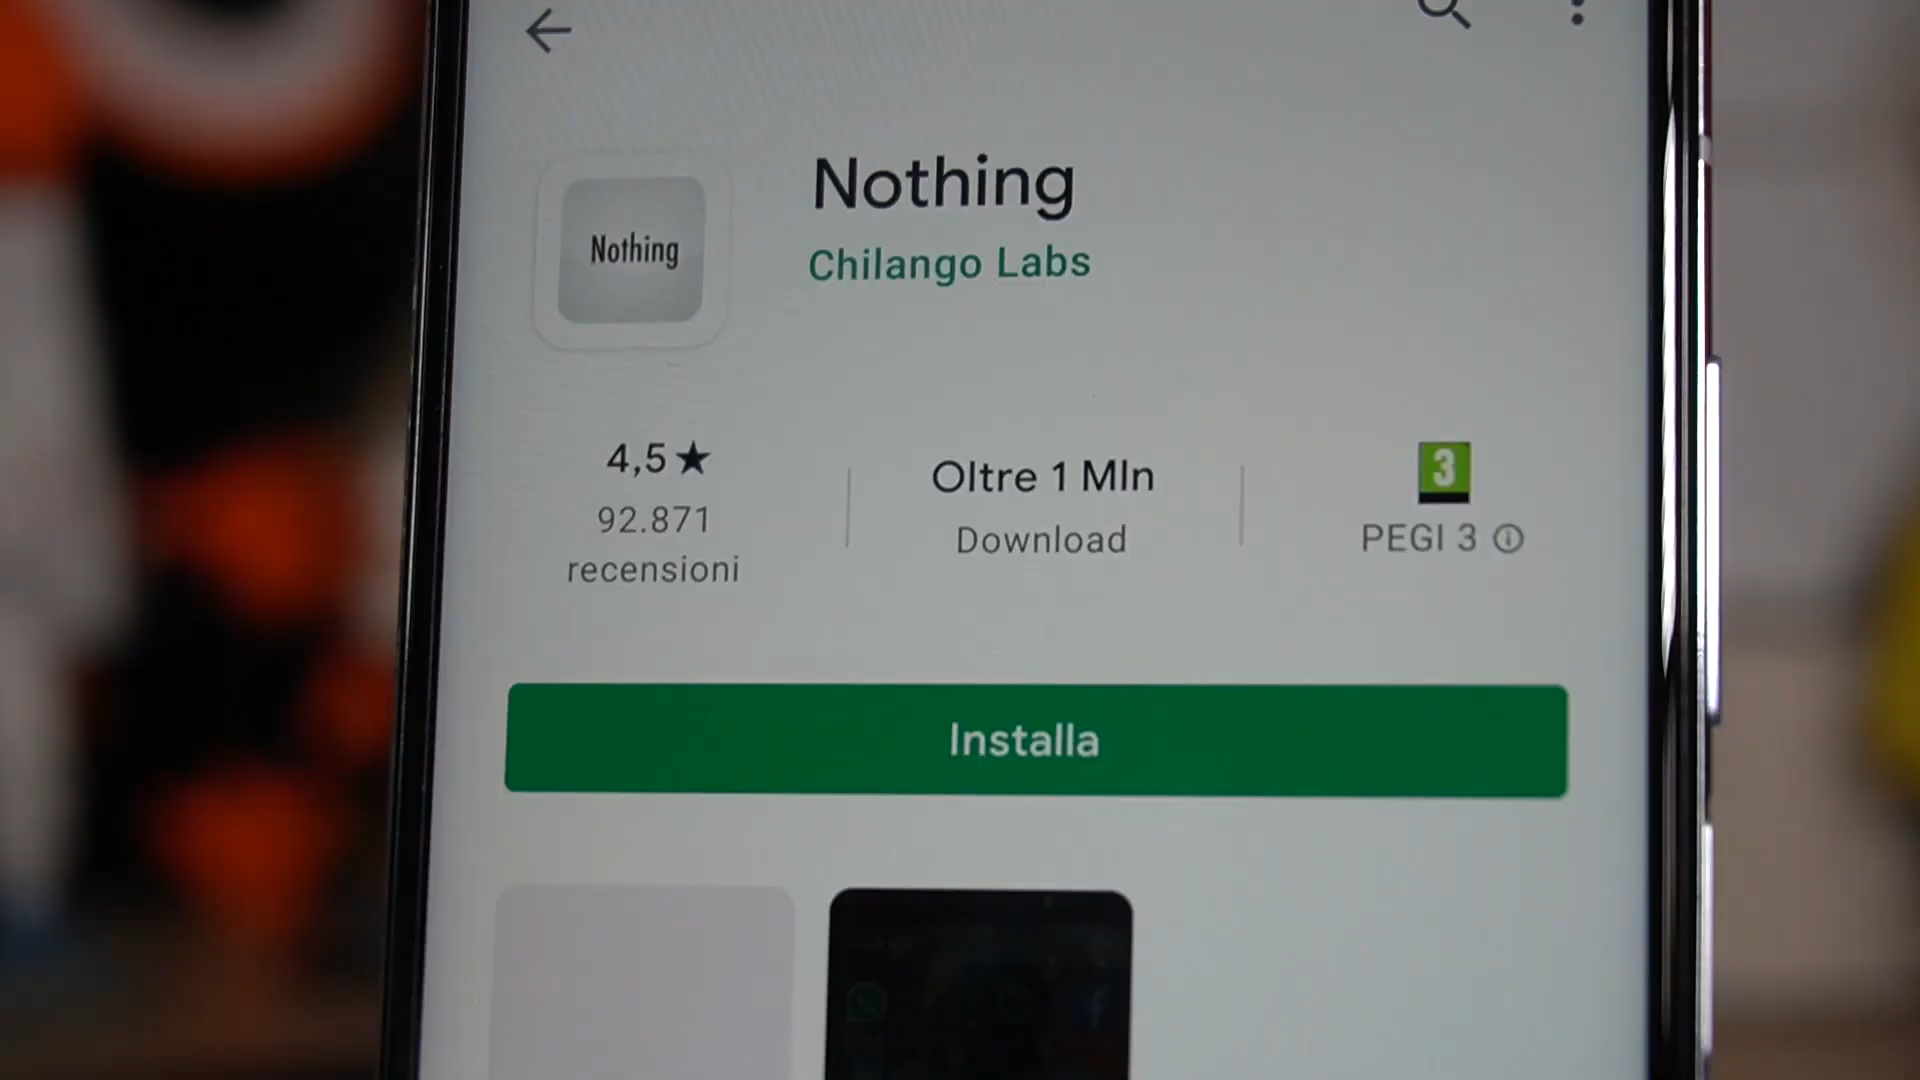 Nothing
Nothing
Chilango Labs
4,5★
92.871
recensioni
Oltre 1 Mln
Download
3
PEGI 3
Installa